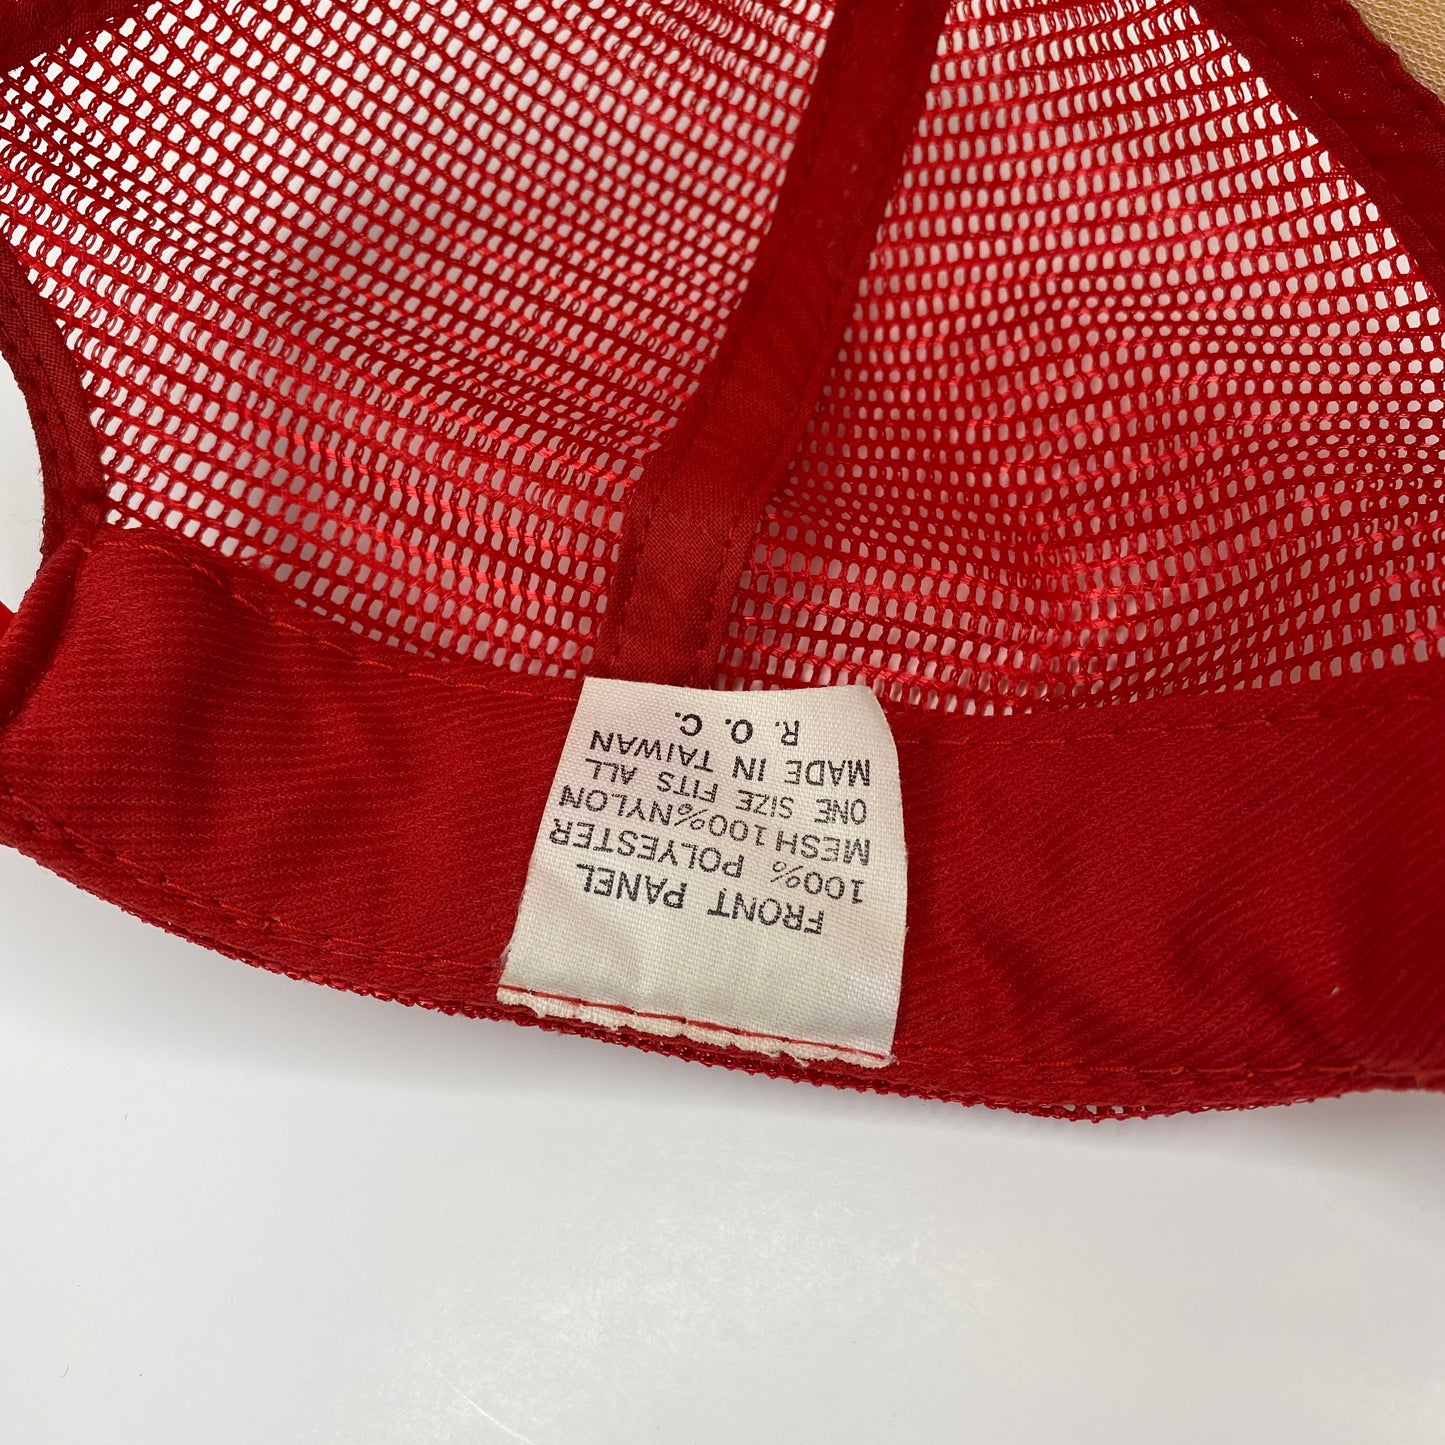 FRONT PANEL
100% POLYESTER
MESH 100%NYLON
ONE SIZE FITS ALL
MADE IN TAIWAN
R. O. C.